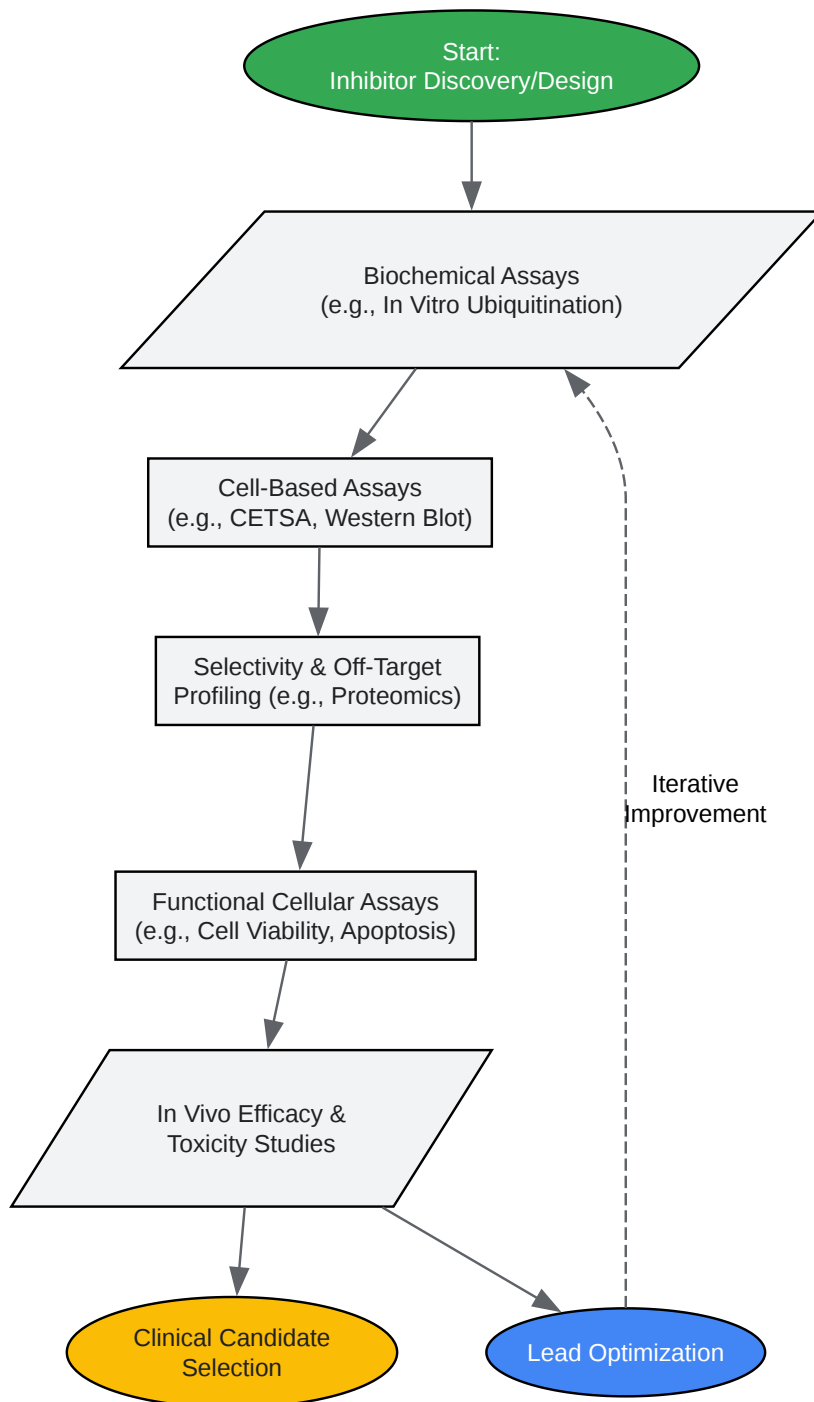 Start:
Inhibitor Discovery/Design
Biochemical Assays
(e.g., In Vitro Ubiquitination)
Cell-Based Assays
(e.g., CETSA, Western Blot)
Selectivity & Off-Target
Profiling (e.g., Proteomics)
Iterative
Improvement
Functional Cellular Assays
(e.g., Cell Viability, Apoptosis)
In Vivo Efficacy &
Toxicity Studies
Clinical Candidate
Selection
Lead Optimization